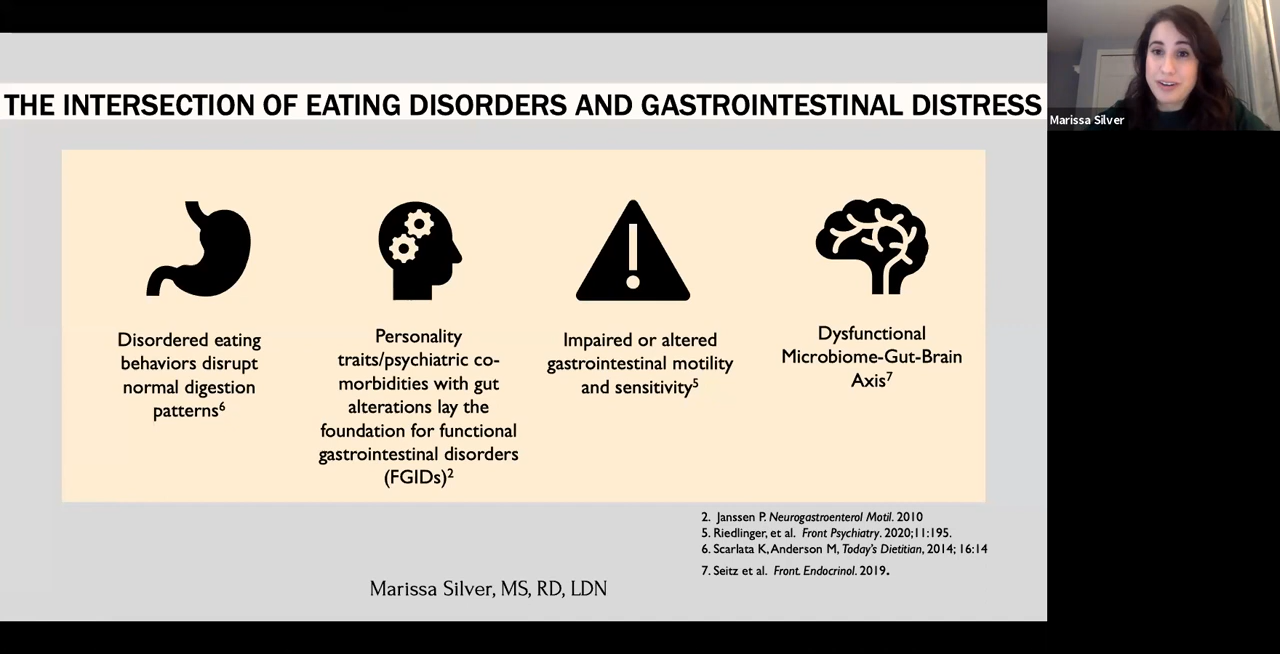 THE INTERSECTION OF EATING DISORDERS AND GASTROINTESTINAL DISTRESS
Marissa Silver
Disordered eating
behaviors disrupt
normal digestion
patterns6
Personality
traits/psychiatric co-
morbidities with gut
alterations lay the
foundation for functional
gastrointestinal disorders
(FGIDs)2
Impaired or altered
gastrointestinal motility
and sensitivity5
Dysfunctional
Microbiome-Gut-Brain
Axis7
2. Janssen P. Neurogastroenterol Motil. 2010
5. Riedlinger, et al. Front Psychiatry. 2020;11:195.
6. Scarlata K, Anderson M, Today's Dietitian, 2014; 16:14
7. Seitz et al. Front. Endocrinol. 2019.
Marissa Silver, MS, RD, LDN